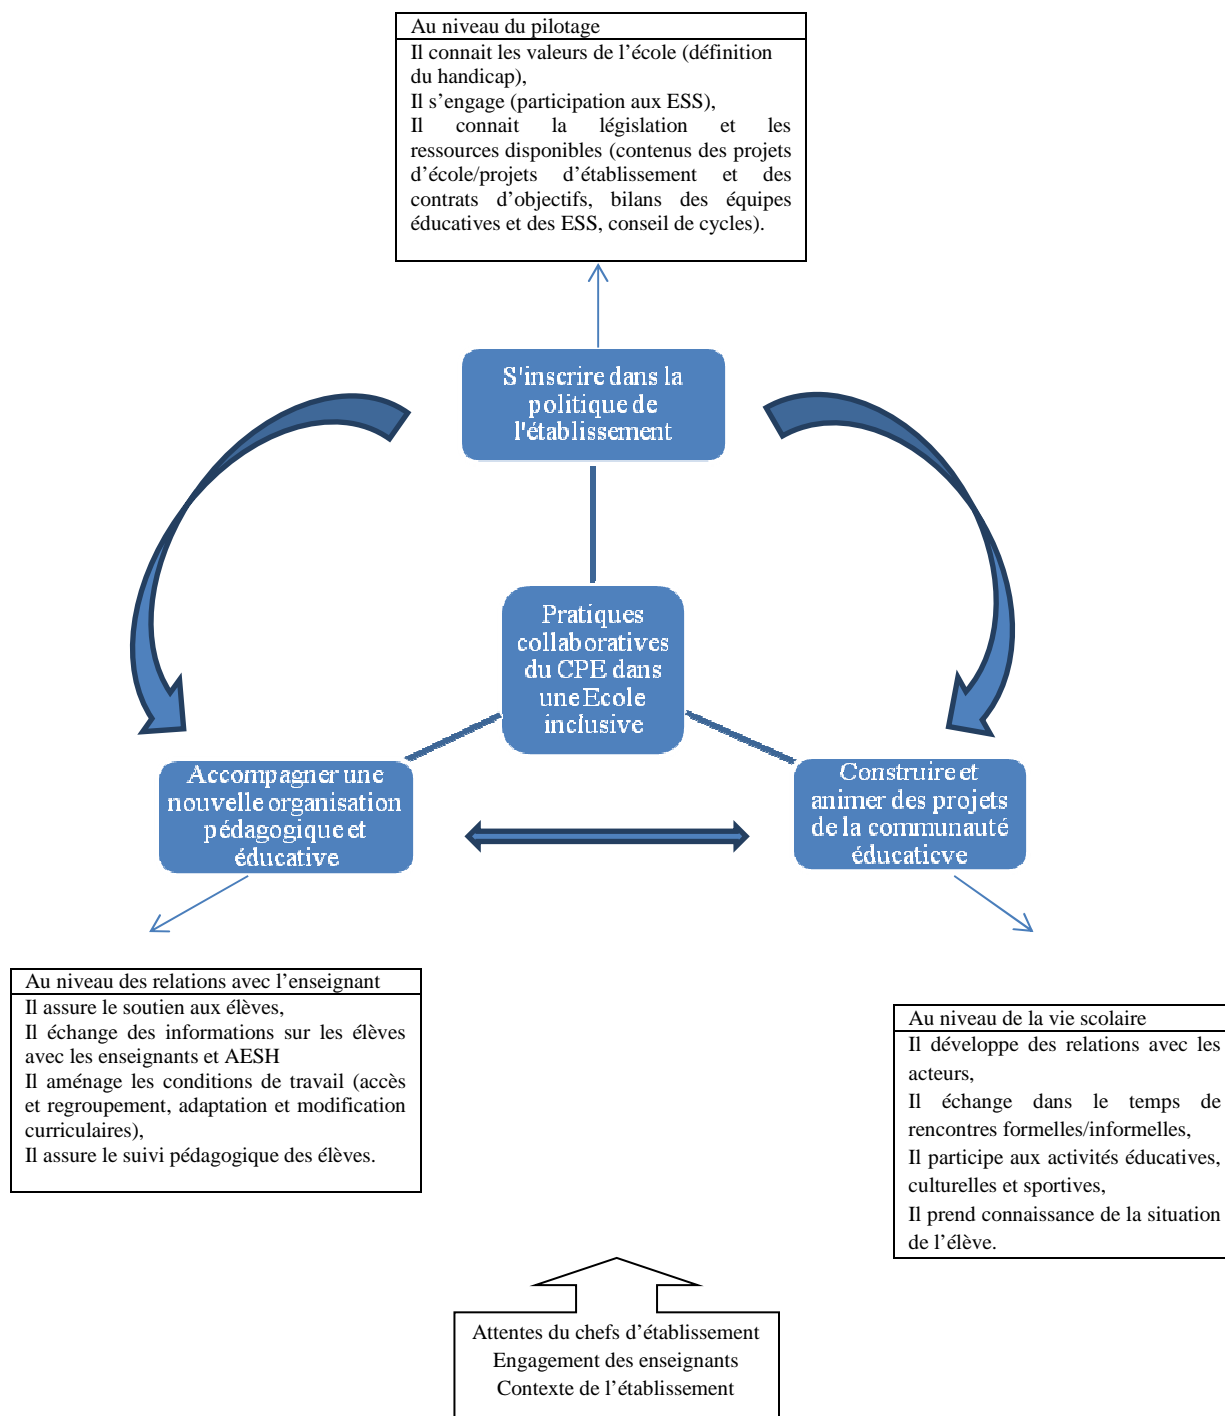 Au niveau du pilotage
Il connait les valeurs de l’école (définition
du handicap),
Il s’engage (participation aux ESS),
Il connait la législation et les
ressources disponibles (contenus des projets
d’école/projets d’établissement et des
contrats d’objectifs, bilans des équipes
éducatives et des ESS, conseil de cycles).
S'inscrire dans la
politique de
l'établissement
Pratiques
collaboratives
du CPE dans
une Ecole
inclusive
Accompagner une
nouvelle organisation
pédagogique et
éducative
Construire et
animer des projets
de la communauté
éducaticve
Au niveau des relations avec l’enseignant
Il assure le soutien aux élèves,
Il échange des informations sur les élèves
avec les enseignants et AESH
Il aménage les conditions de travail (accès
et regroupement, adaptation et modification
curriculaires),
Il assure le suivi pédagogique des élèves.
Au niveau de la vie scolaire
Il développe des relations avec les
acteurs,
Il échange dans le temps de
rencontres formelles/informelles,
Il participe aux activités éducatives,
culturelles et sportives,
Il prend connaissance de la situation
de l’élève.
Attentes du chefs d’établissement
Engagement des enseignants
Contexte de l’établissement